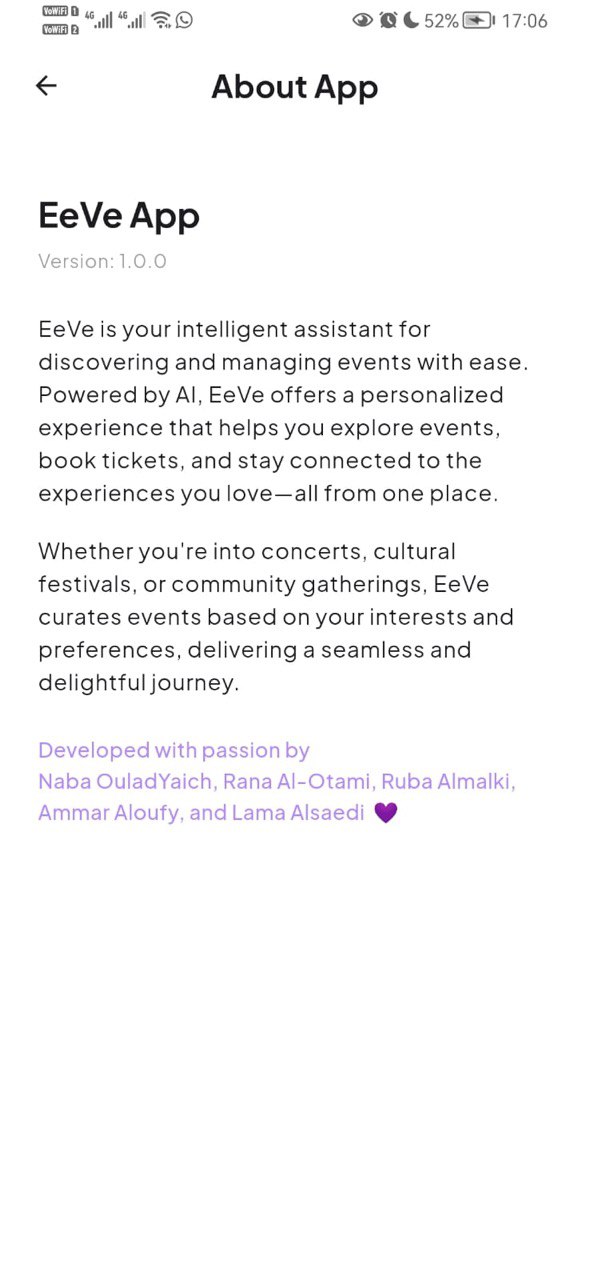 VoWiFi 1
VoWiFi 2
4G 4G
52% 17:06
About App
EeVe App
Version: 1.0.0
EeVe is your intelligent assistant for
discovering and managing events with ease.
Powered by AI, EeVe offers a personalized
experience that helps you explore events,
book tickets, and stay connected to the
experiences you love—all from one place.
Whether you're into concerts, cultural
festivals, or community gatherings, EeVe
curates events based on your interests and
preferences, delivering a seamless and
delightful journey.
Developed with passion by
Naba OuladYaich, Rana Al-Otami, Ruba Almalki,
Ammar Aloufy, and Lama Alsaedi 💜